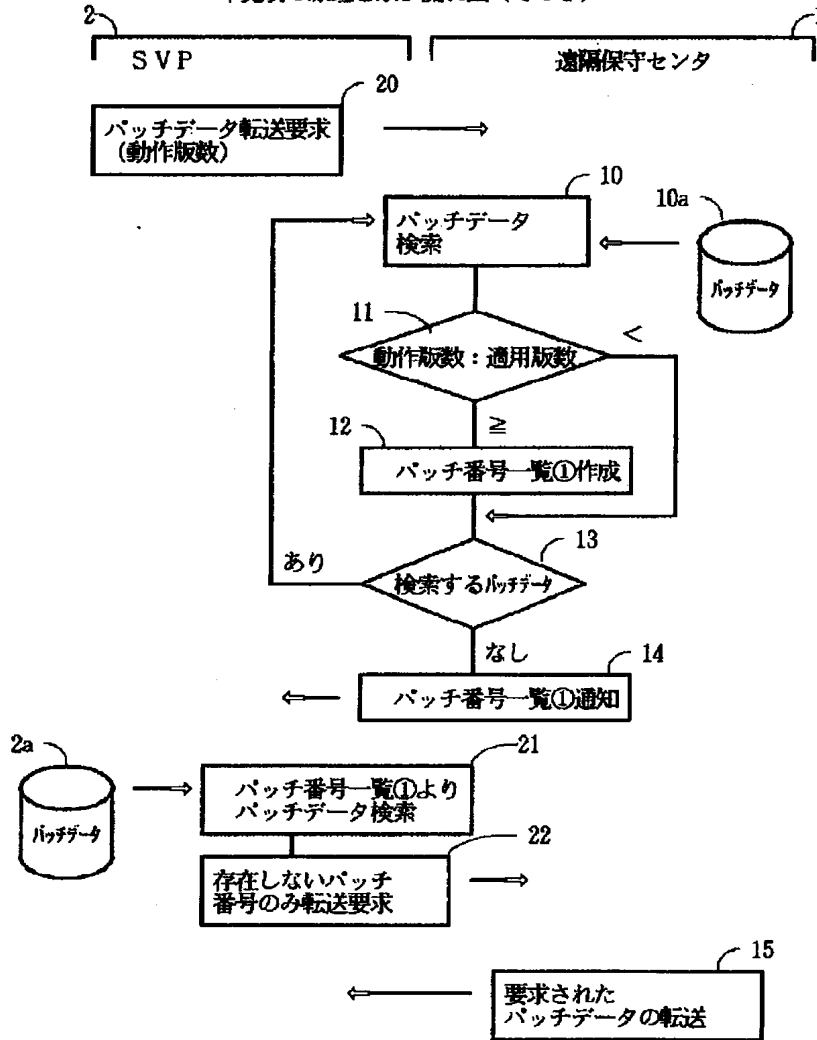 2
SVP
遠隔保守センタ
20
パッチデータ転送要求
(動作版数)
10
パッチデータ
検索
10a
パッチデータ
11
動作版数:適用版数
<
≧
12
パッチ番号一覧①作成
13
あり
検索するパッチデータ
なし
14
パッチ番号一覧①通知
2a
パッチデータ
21
パッチ番号一覧①より
パッチデータ検索
22
存在しないパッチ
番号のみ転送要求
15
要求された
パッチデータの転送